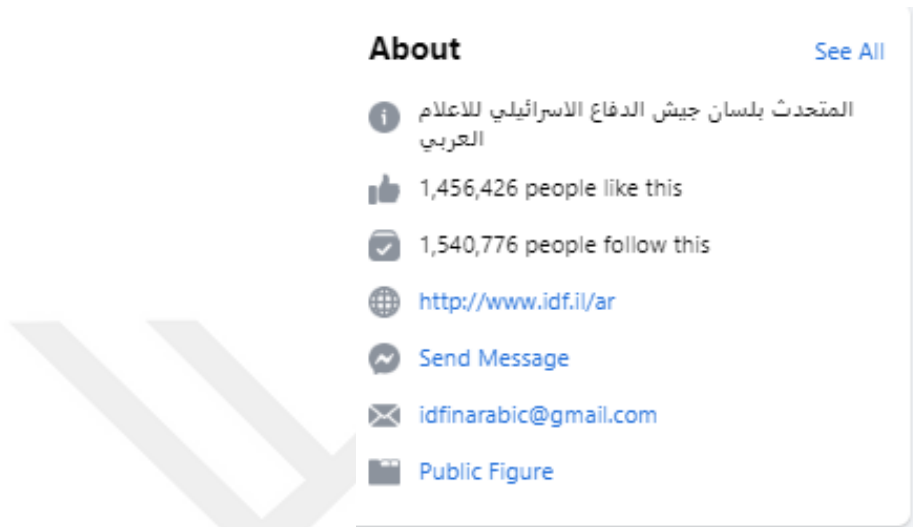 About
See All
المتحدث بلسان جيش الدفاع الاسرائيلي للاعلام
العربي
1,456,426 people like this
1,540,776 people follow this
http://www.idf.il/ar
Send Message
idfinarabic@gmail.com
Public Figure